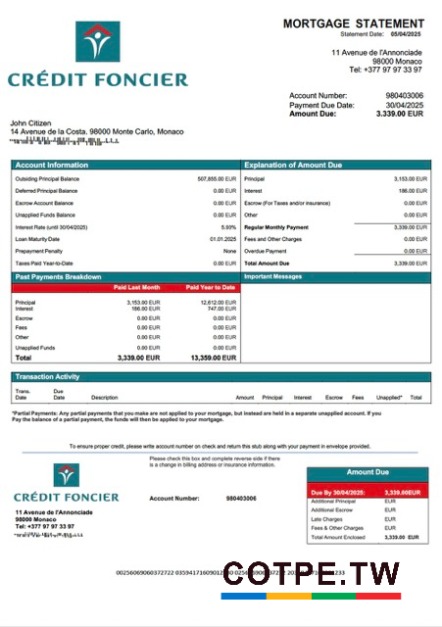 MORTGAGE STATEMENT
Statement Date: 05/04/2025
11 Avenue de l'Annonciade
98000 Monaco
Tel: +377 97 97 33 97
CRÉDIT FONCIER
Account Number: 980403006
Payment Due Date: 30/04/2025
Amount Due: 3.339.00 EUR
John Citizen
14 Avenue de la Costa, 98000 Monte Carlo, Monaco
Account Information
Outsiding Principal Balance 507,855.00 EUR
Deferred Principal Balance 0.00 EUR
Escrow Account Balance 0.00 EUR
Unapplied Funds Balance 0.00 EUR
Interest Rate (until 30/04/2025)
Loan Maturity Date 01.01.2025
Prepayment Penalty None
Taxes Paid Year-to-Date 0.00 EUR
Explanation of Amount Due
Principal 3,153.00 EUR
Interest 186.00 EUR
Escrow (For Taxes and/or insurance) 0.00 EUR
Other 0.00 EUR
Regular Monthly Payment 3,339.00 EUR
Fees and Other Charges 0.00 EUR
Overdue Payment 0.00 EUR
Total Amount Due 3,339.00 EUR
Past Payments Breakdown
Paid Last Month Paid Year to Date
Principal 3,153.00 EUR 12,612.00 EUR
Interest 186.00 EUR 747.00 EUR
Escrow 0.00 EUR 0.00 EUR
Fees 0.00 EUR 0.00 EUR
Other 0.00 EUR 0.00 EUR
Unapplied Funds 0.00 EUR 0.00 EUR
Total 3,339.00 EUR 13,359.00 EUR
Important Messages
Transaction Activity
Trans. Date Due Date Description Amount Principal Interest Escrow Fees Unapplied* Total
*Partial Payments: Any partial payments that you make are not applied to your mortgage, but instead are held in a separate unapplied account. If you
Pay the balance of a partial payment, the funds will then be applied to your mortgage.
To ensure proper credit, please write account number on check and return this stub along with your payment in envelope provided.
Please check this box and complete reverse side if there
is a change in billing address or insurance information.
CRÉDIT FONCIER
Account Number: 980403006
11 Avenue de l'Annonciade
98000 Monaco
Tel: +377 97 97 33 97
Amount Due
Due By 30/04/2025: 3,339.00EUR
Additional Principal EUR
Additional Escrow EUR
Late Charges EUR
Fees & Other Charges EUR
Total Amount Enclosed 3,339.00 EUR
COTPE.TW